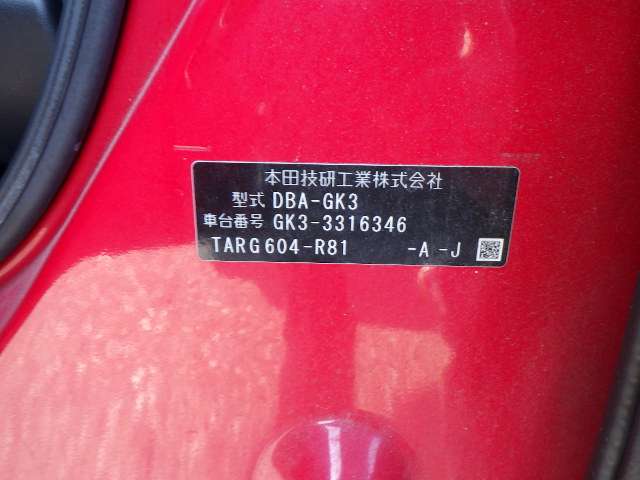 本田技研工業株式会社
型式 DBA-GK3
車台番号 GK3-3316346
TARG604-R81 -A -J